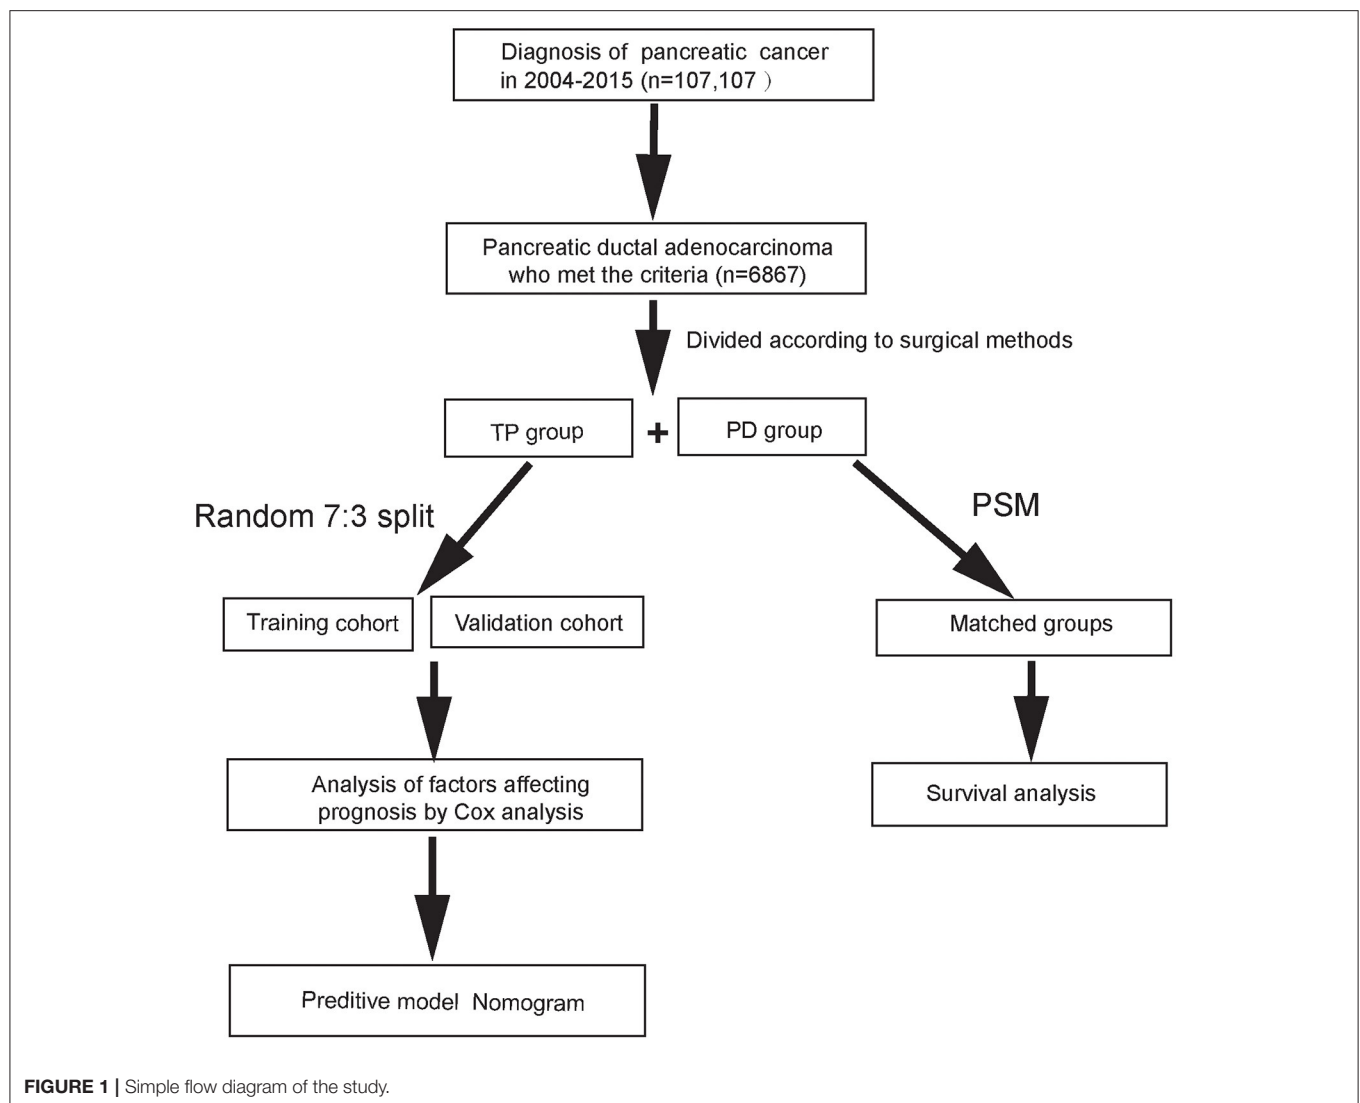 Diagnosis of pancreatic cancer
in 2004-2015 (n=107,107 ）
Pancreatic ductal adenocarcinoma
who met the criteria (n=6867)
Divided according to surgical methods
TP group
+
PD group
Random 7:3 split
PSM
Training cohort
Validation cohort
Matched groups
Analysis of factors affecting
prognosis by Cox analysis
Survival analysis
Preditive model Nomogram
FIGURE 1 | Simple flow diagram of the study.